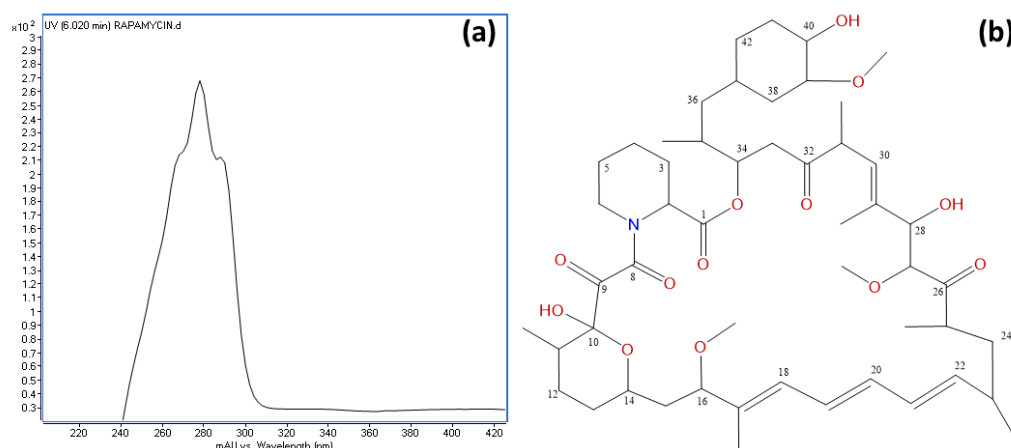 UV (6.020 min) RAPAMYCIN.d
(a)
x10²
3
2.9
2.8
2.7
2.6
2.5
2.4
2.3
2.2
2.1
2
1.9
1.8
1.7
1.6
1.5
1.4
1.3
1.2
1.1
1
0.9
0.8
0.7
0.6
0.5
0.4
0.3
220 240 260 280 300 320 340 360 380 400 420
mAU vs. Wavelength (nm)
(b)
40 OH
42
O
38
36
34 32 30
5 3
O O OH
N 1 28
O O
O 8 O 9 O 26
HO
10 O O 24
12 14 16 18 20 22